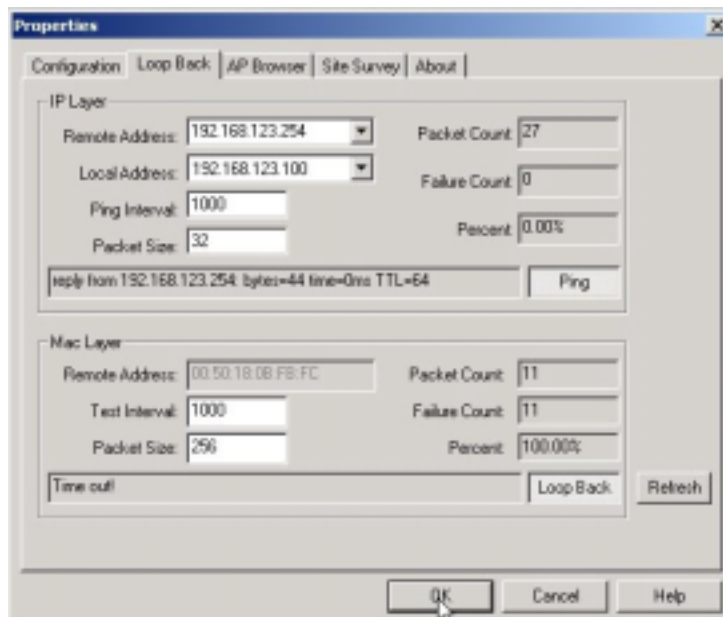 Properties
Configuration Loop Back AP Browser Site Survey About
IP Layer
Remote Address: 192.168.123.254 Packet Count: 27
Local Address: 192.168.123.100 Failure Count: 0
Ping Interval: 1000 Percent: 0.00%
Packet Size: 32
reply from 192.168.123.254: bytes=44 time=0ms TTL=64 Ping
Mac Layer
Remote Address: 00:50:18:0B:FB:FC Packet Count: 11
Test Interval: 1000 Failure Count: 11
Packet Size: 256 Percent: 100.00%
Time out! Loop Back Refresh
OK Cancel Help